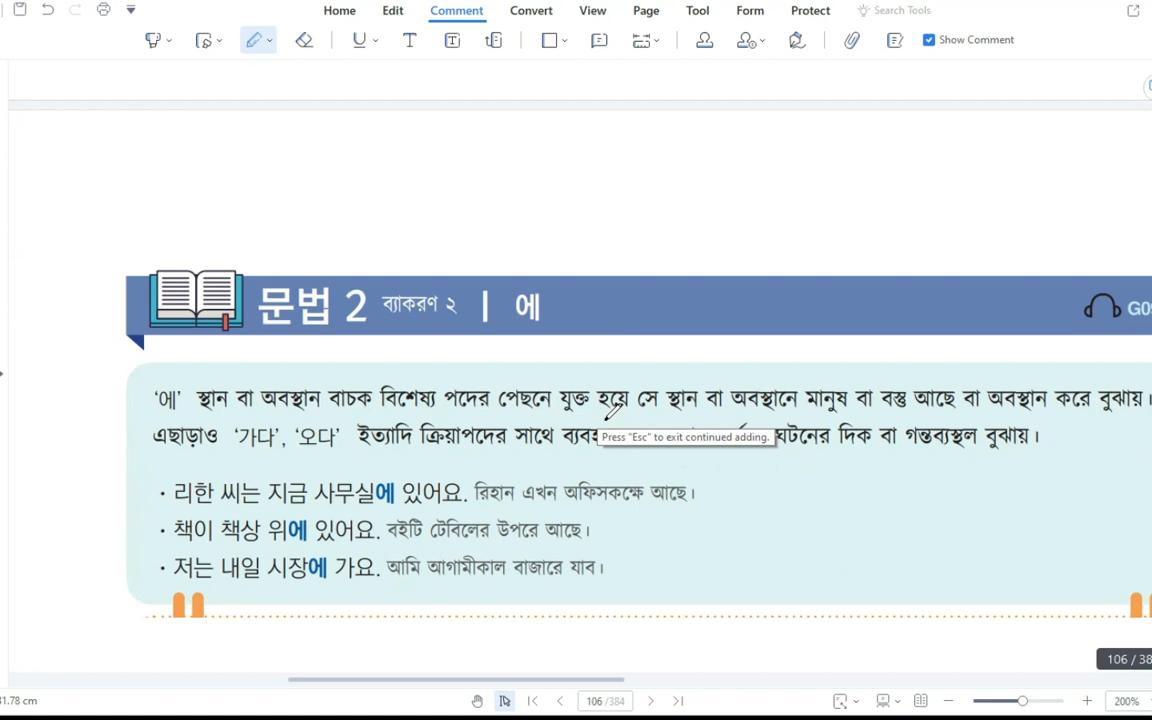 Home Edit Comment Convert View Page Tool Form Protect Search Tools
Show Comment
문법 2 ব্যাকরণ ২ | 에
'에' স্থান বা অবস্থান বাচক বিশেষ্য পদের পেছনে যুক্ত হয়ে সে স্থান বা অবস্থানে মানুষ বা বস্তু আছে বা অবস্থান করে বুঝায়।
এছাড়াও '가다', '오다' ইত্যাদি ক্রিয়াপদের সাথে ঘটনের দিক বা গন্তব্যস্থল বুঝায়।
Press "Esc" to exit continued adding.
· 리한 씨는 지금 사무실에 있어요. রিহান এখন অফিসকক্ষে আছে।
· 책이 책상 위에 있어요. বইটি টেবিলের উপরে আছে।
· 저는 내일 시장에 가요. আমি আগামীকাল বাজারে যাব।
106 / 38
31.78 cm 106 /384 200%